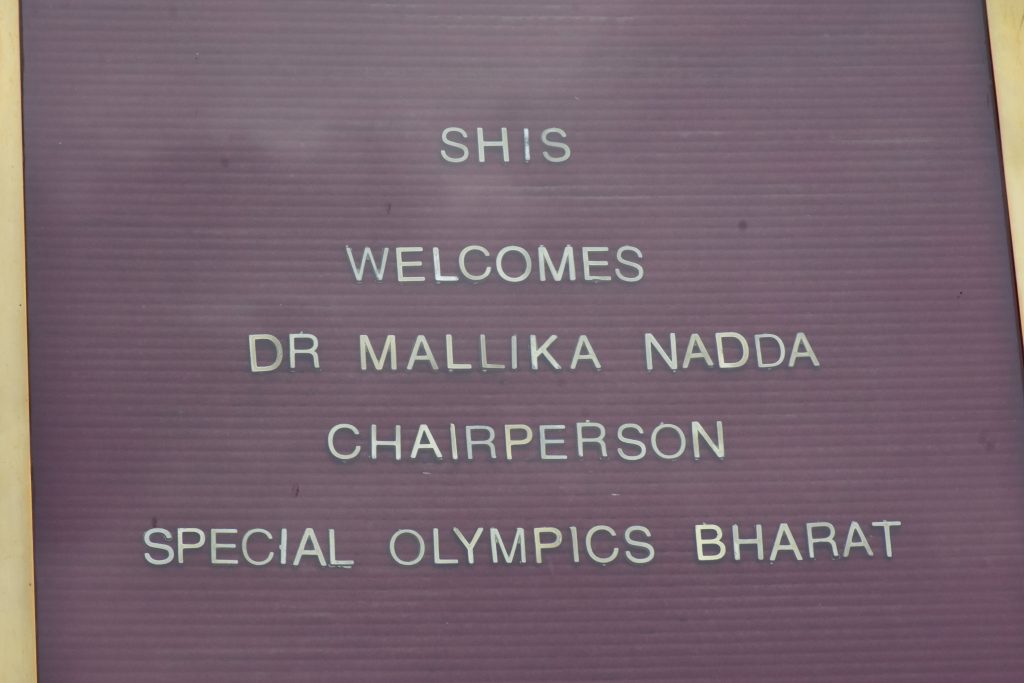 SHIS
WELCOMES
DR MALLIKA NADDA
CHAIRPERSON
SPECIAL OLYMPICS BHARAT